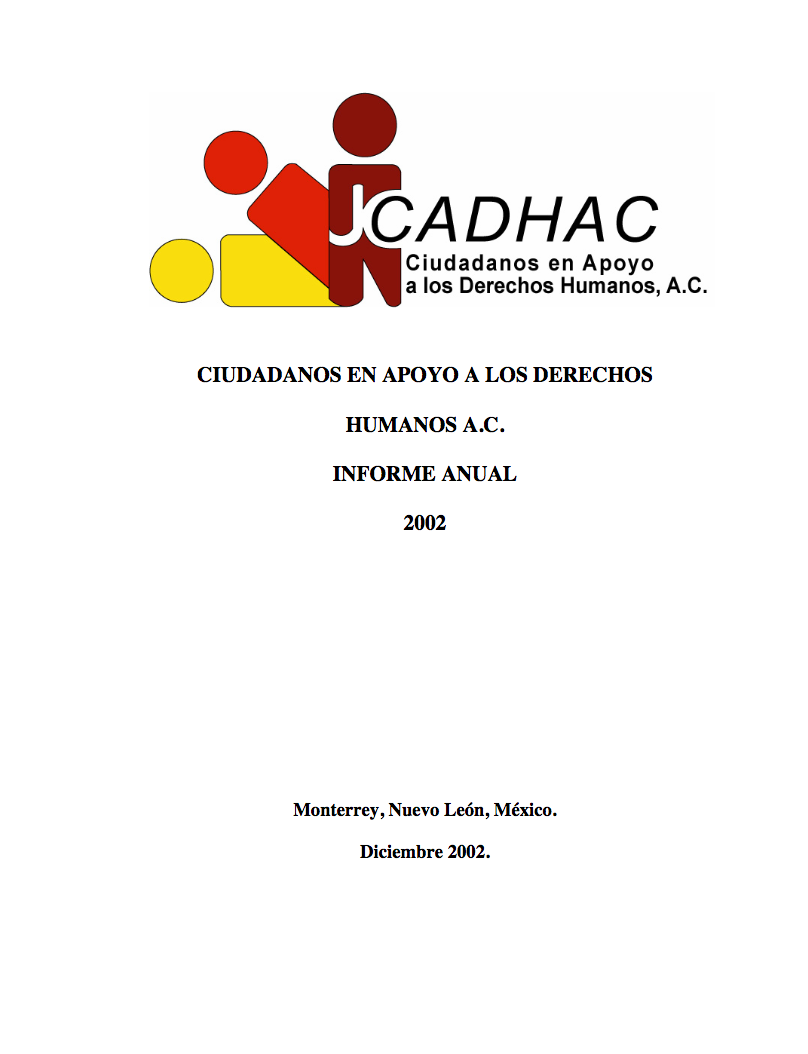 CADHAC
Ciudadanos en Apoyo
a los Derechos Humanos, A.C.
CIUDADANOS EN APOYO A LOS DERECHOS
HUMANOS A.C.
INFORME ANUAL
2002
Monterrey, Nuevo León, México.
Diciembre 2002.